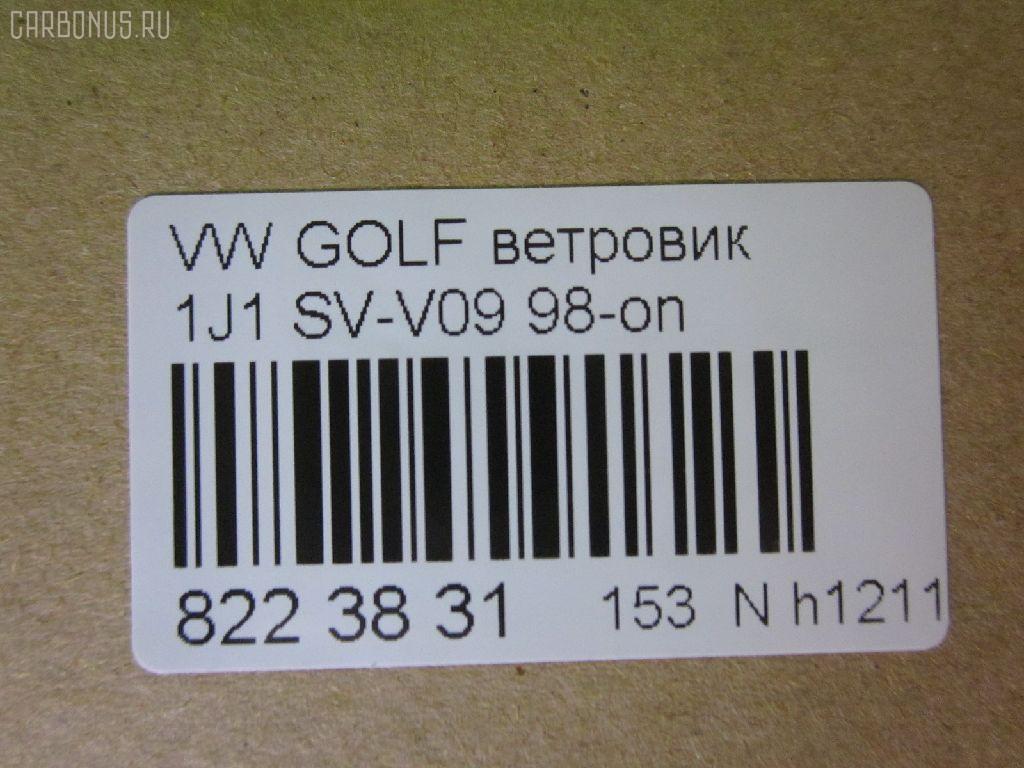 CARBONUS.RU
VW GOLF ветровик
1J1 SV-V09 98-on
822 38 31 153 N h1211